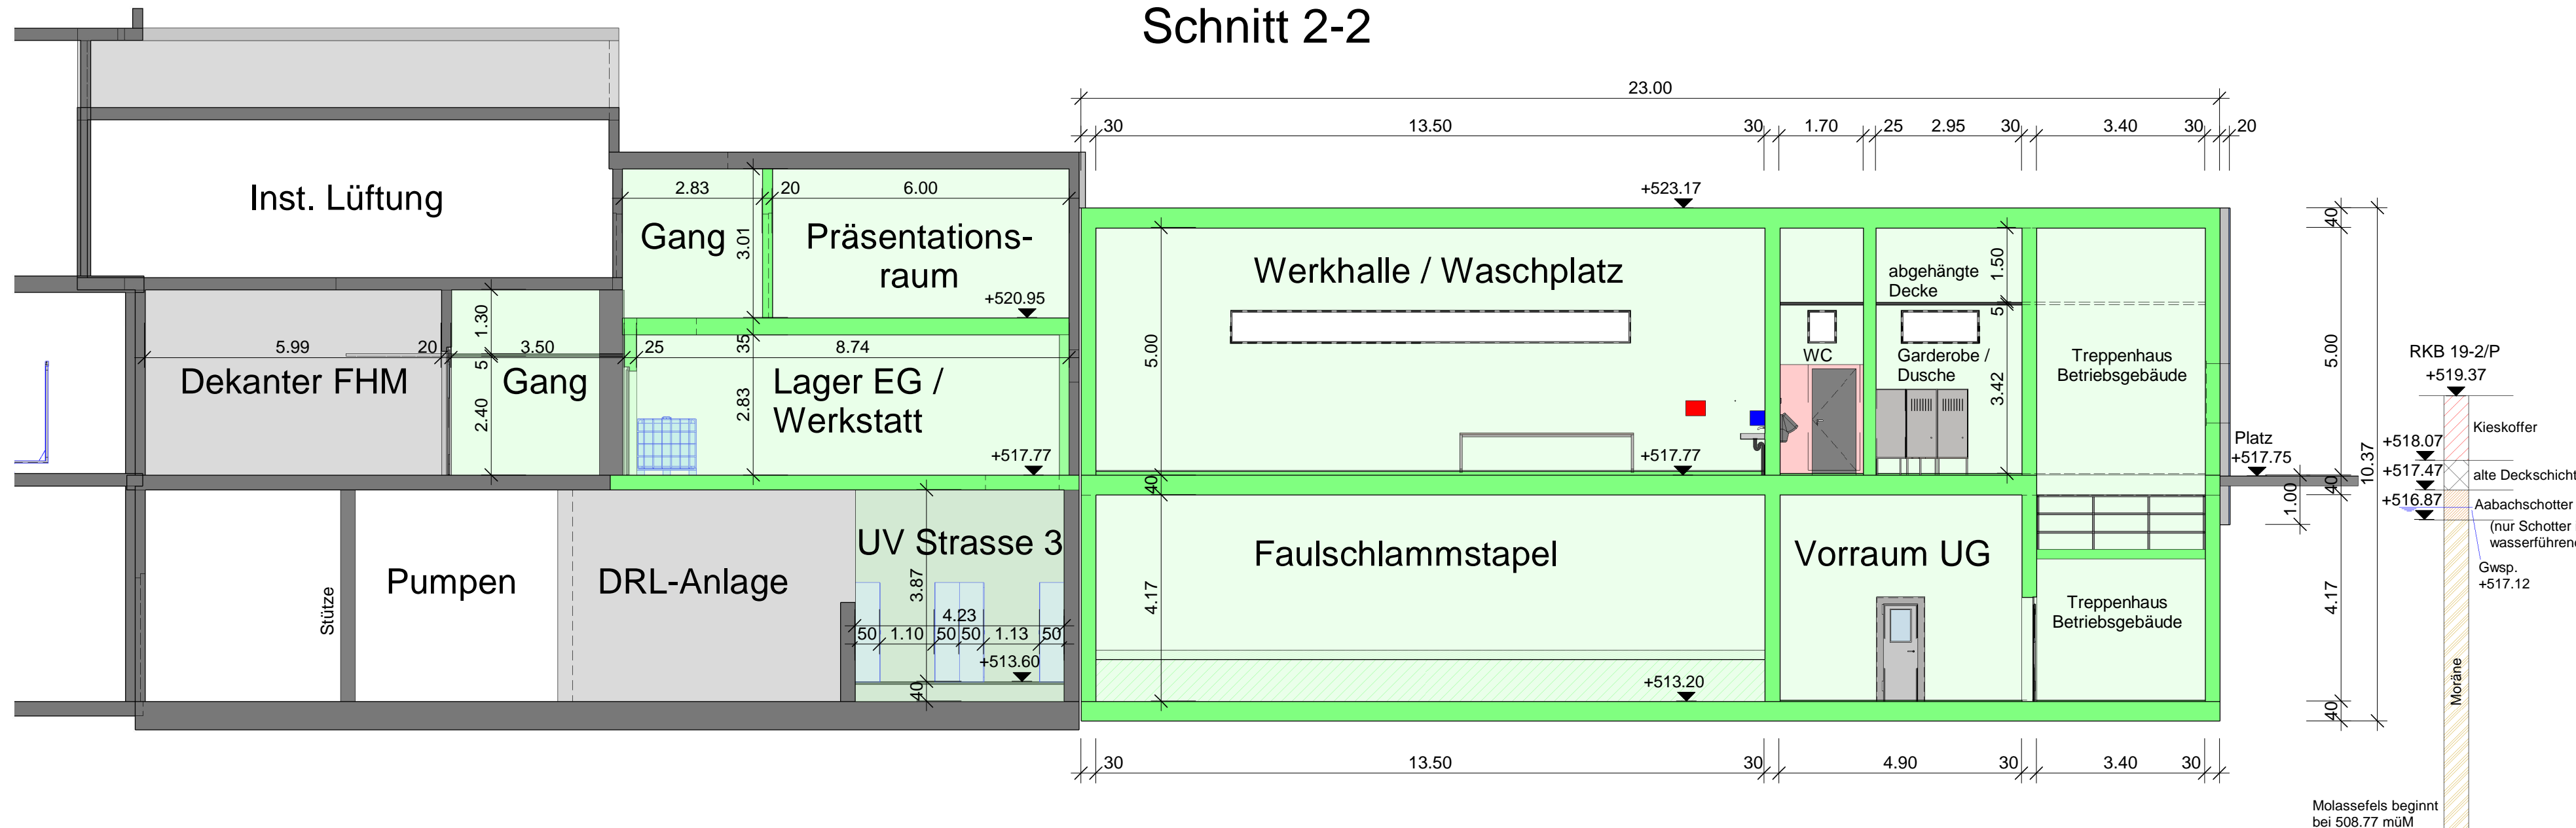 Schnitt 2-2
23.00
30
13.50
30
1.70
25
2.95
30
3.40
30
20
Inst. Lüftung
2.83
20
6.00
3.01
Gang
Präsentations-
raum
+520.95
+523.17
Werkhalle / Waschplatz
5.00
abgehängte
Decke
1.50
5
3.42
WC
Garderobe /
Dusche
Treppenhaus
Betriebsgebäude
40
5.00
10.37
40
4.17
40
5.99
20
1.30
5
2.40
3.50
25
35
8.74
2.83
Dekanter FHM
Gang
Lager EG /
Werkstatt
+517.77
+517.77
Platz
+517.75
1.00
RKB 19-2/P
+519.37
Kieskoffer
+518.07
+517.47
alte Deckschicht
+516.87
Aabachschotter
(nur Schotter
wasserführend
Gwsp.
+517.12
Moräne
Molassefels beginnt
bei 508.77 müM
Stütze
Pumpen
DRL-Anlage
UV Strasse 3
3.87
4.23
50
1.10
50
50
1.13
50
+513.60
40
40
4.17
Faulschlammstapel
+513.20
Vorraum UG
Treppenhaus
Betriebsgebäude
30
13.50
30
4.90
30
3.40
30